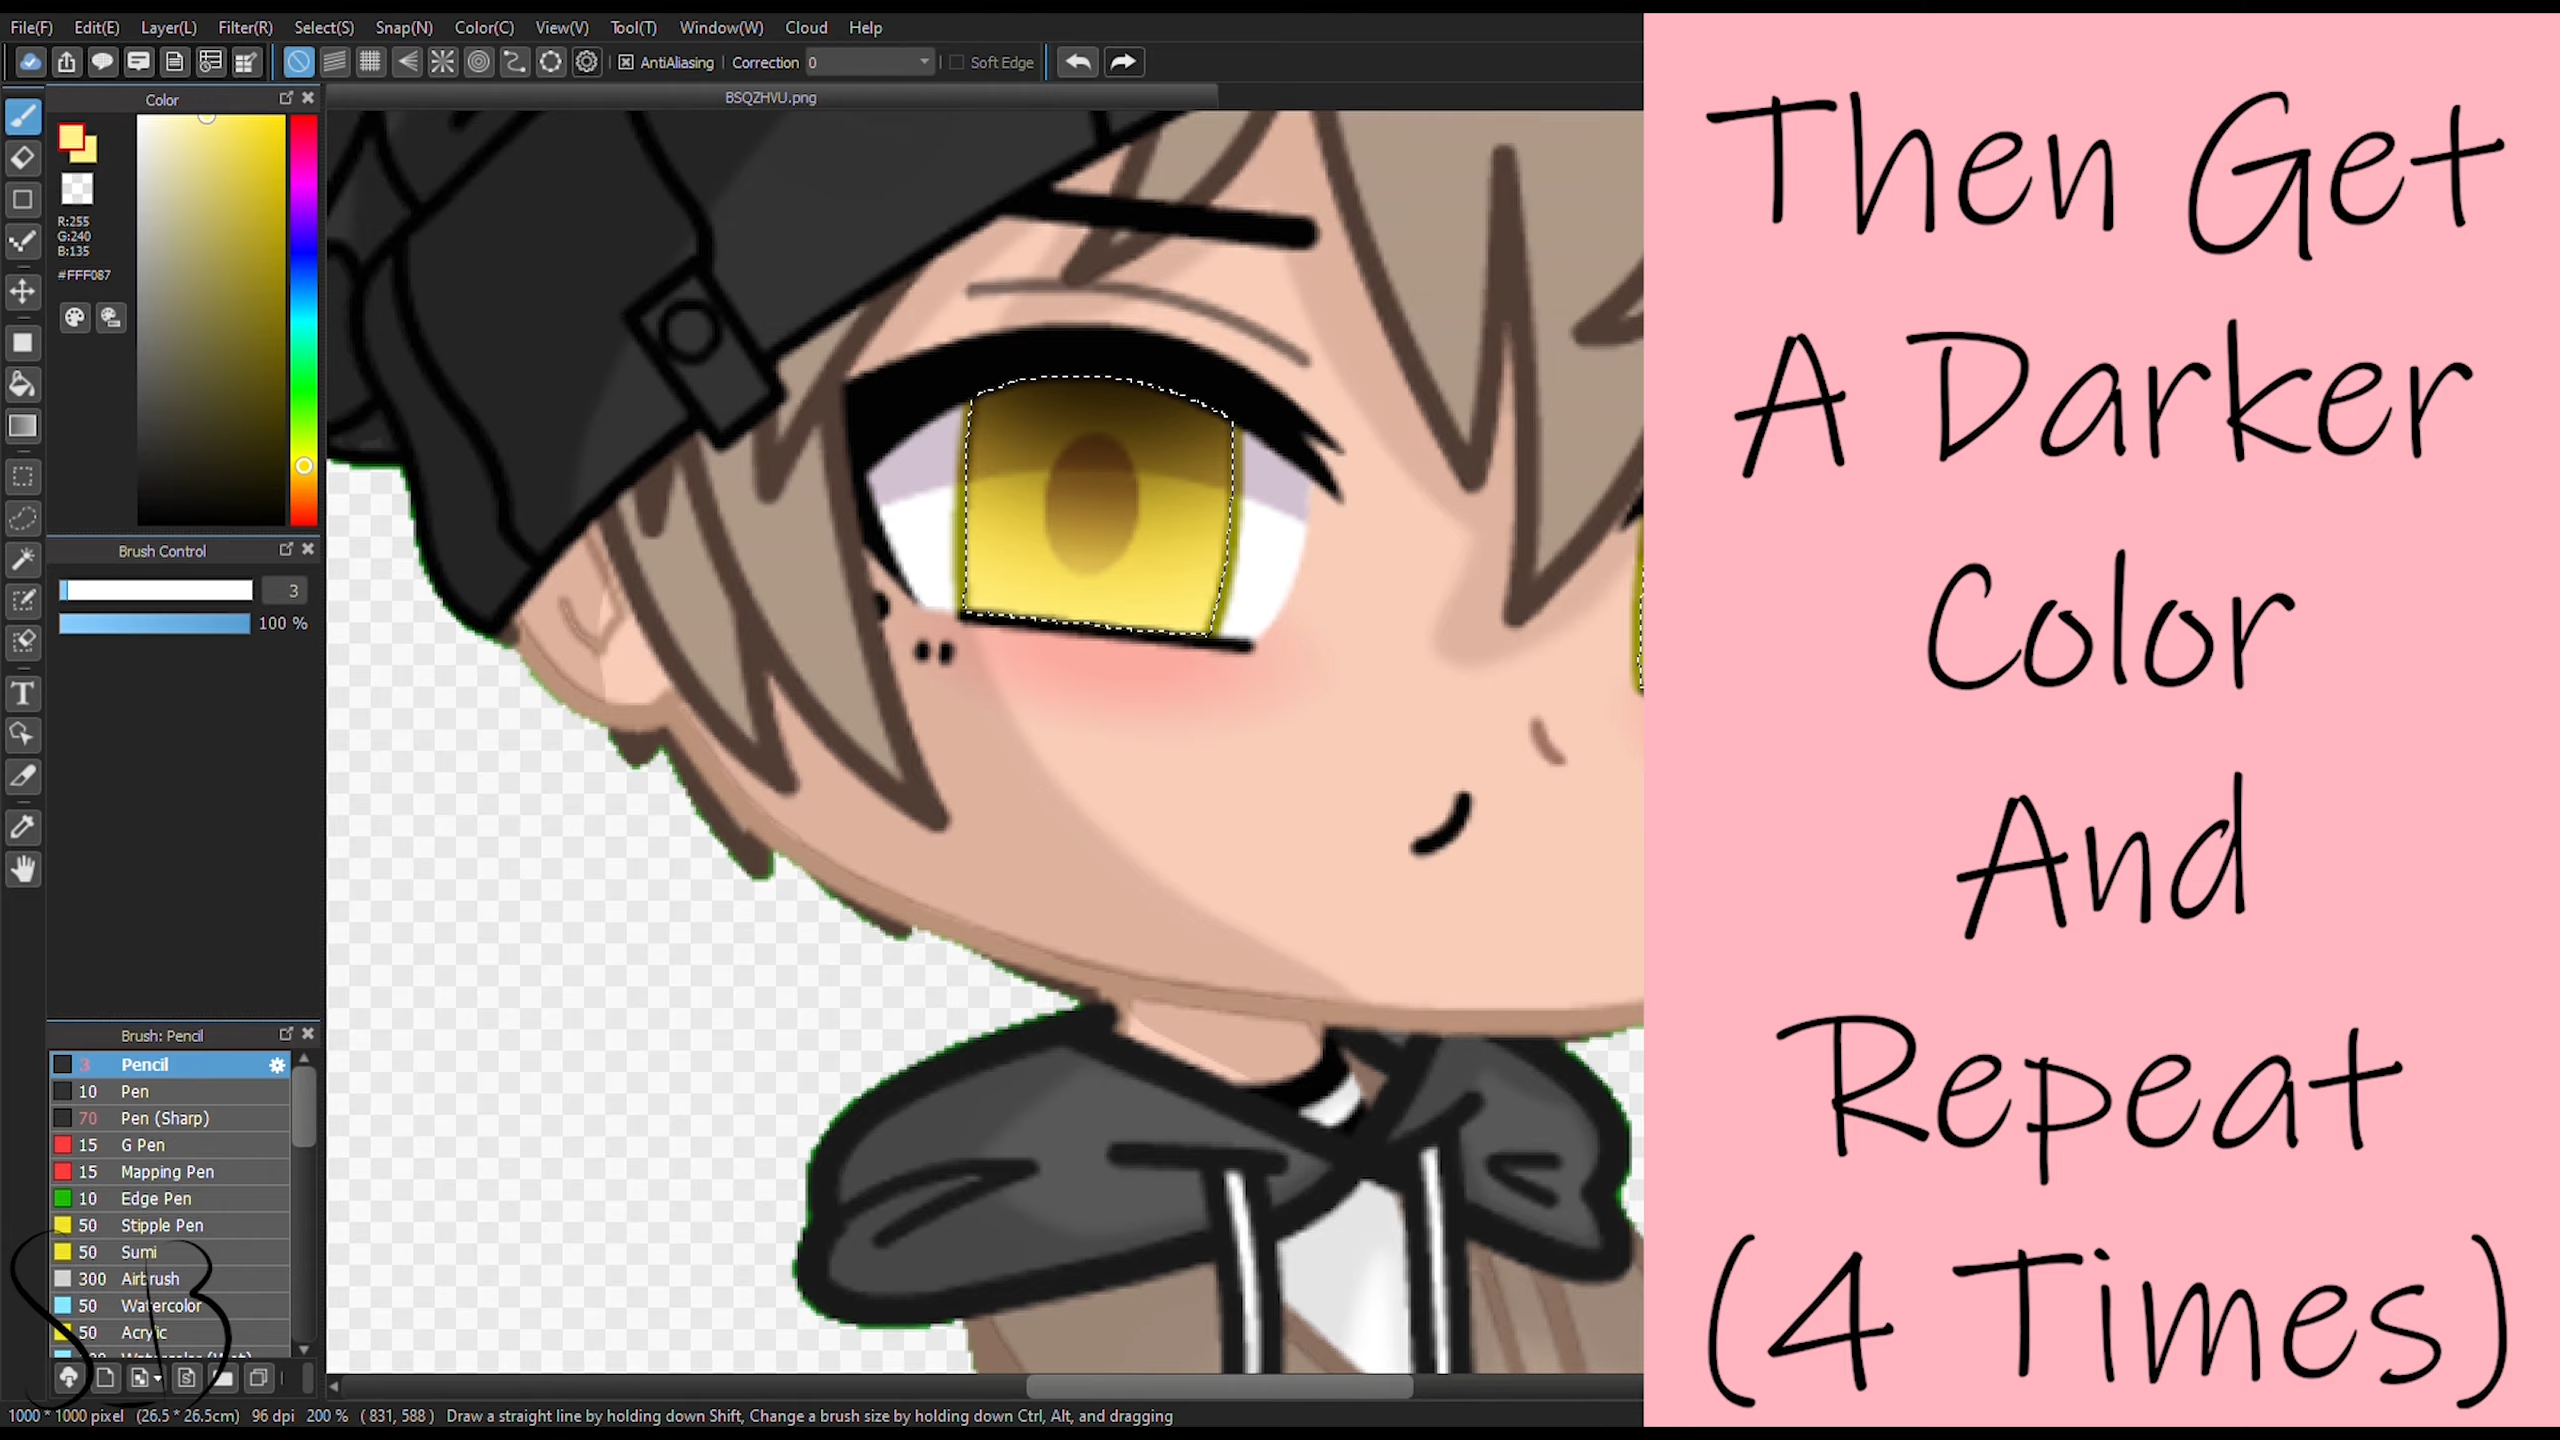 File(F) Edit(E) Layer(L) Filter(R) Select(S) Snap(N) Color(C) View(V) Tool(T) Window(W) Cloud Help
AntiAliasing Correction 0 Soft Edge
Color
BSQZHVU.png
R:255
G:240
B:135
#FFF087
Brush Control
3
100 %
Brush: Pencil
3 Pencil
10 Pen
70 Pen (Sharp)
15 G Pen
15 Mapping Pen
10 Edge Pen
50 Stipple Pen
50 Sumi
300 Airbrush
50 Watercolor
50 Acrylic
1000 * 1000 pixel (26.5 * 26.5cm) 96 dpi 200 % ( 831, 588 ) Draw a straight line by holding down Shift, Change a brush size by holding down Ctrl, Alt, and dragging
SB
Then Get
A Darker
Color
And
Repeat
(4 Times)